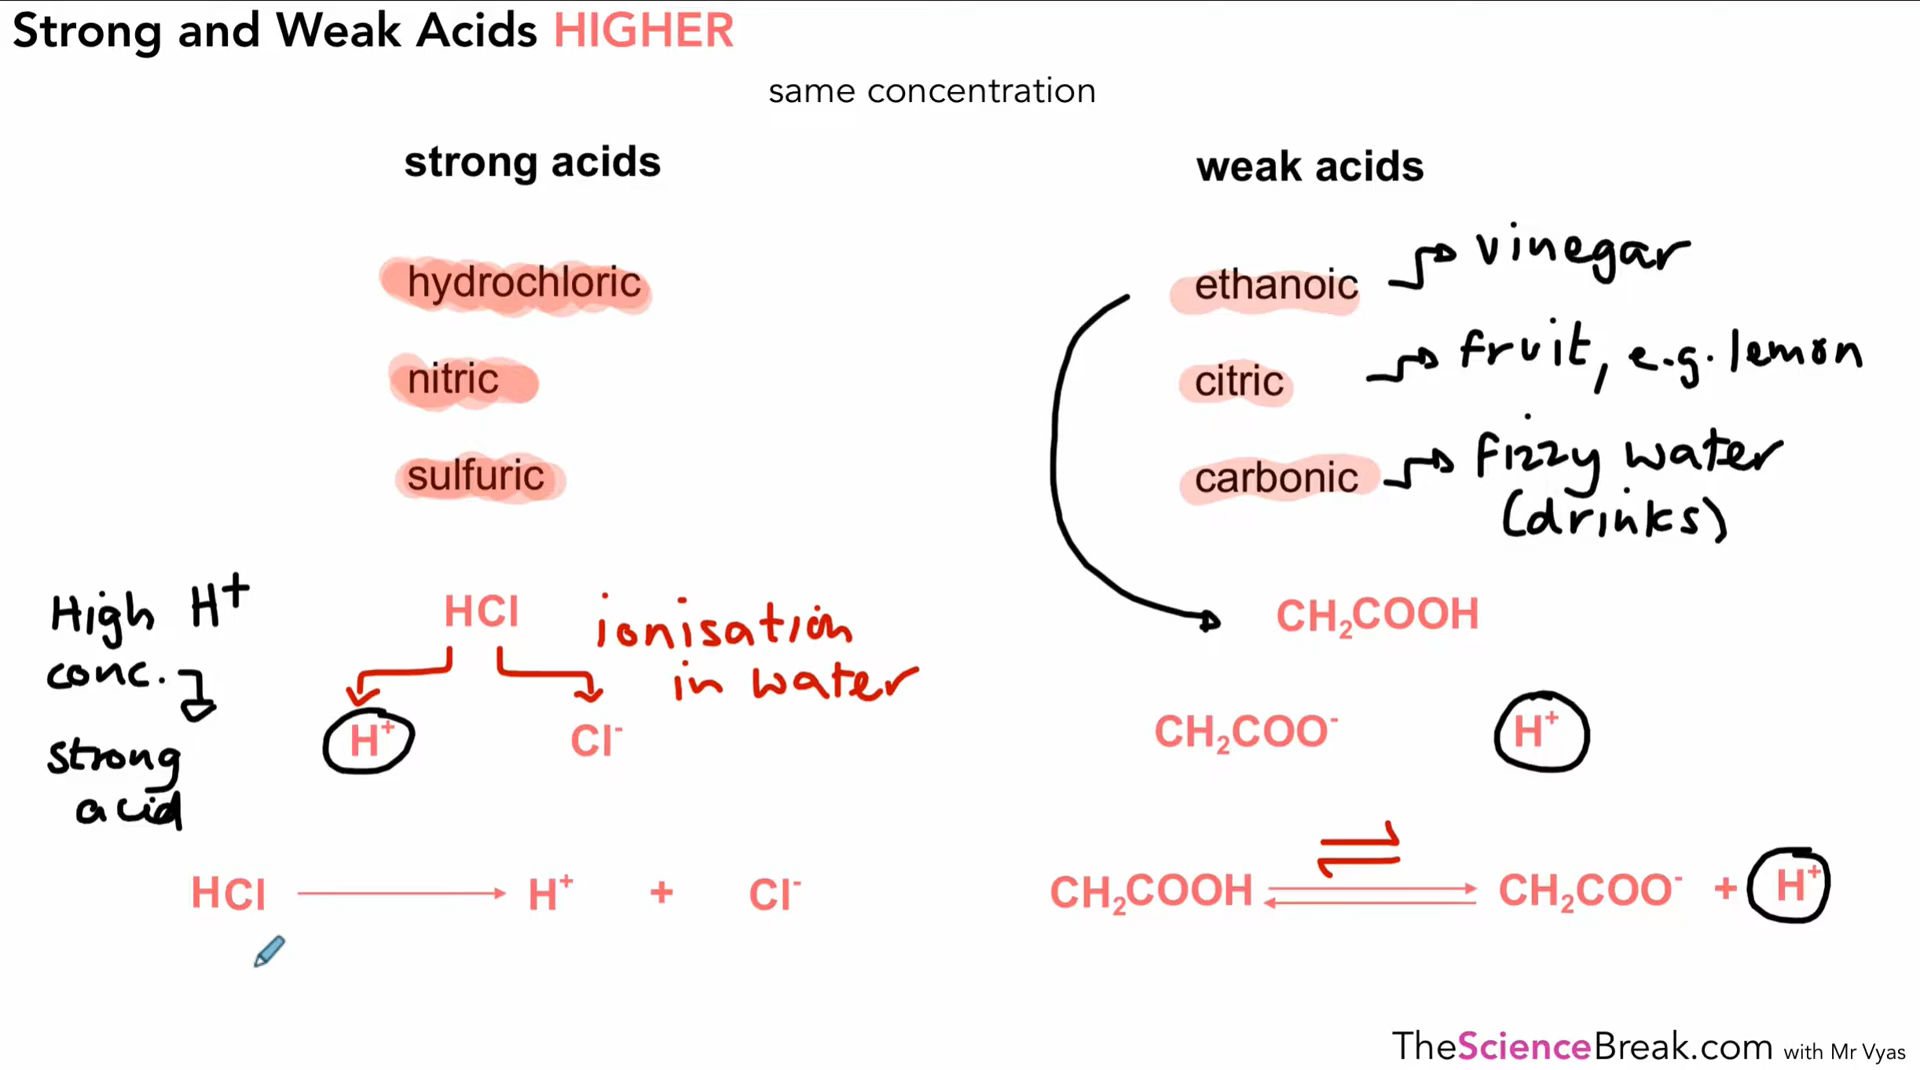 Strong and Weak Acids HIGHER
same concentration
strong acids
hydrochloric
nitric
sulfuric
High H⁺
conc.
strong
acid
HCl
ionisation
in water
H⁺
Cl⁻
HCl → H⁺ + Cl⁻
weak acids
ethanoic → vinegar
citric → fruit, e.g. lemon
carbonic → fizzy water
(drinks)
CH₂COOH
CH₂COO⁻ H⁺
⇌
CH₂COOH ⇌ CH₂COO⁻ + H⁺
TheScienceBreak.com with Mr Vyas